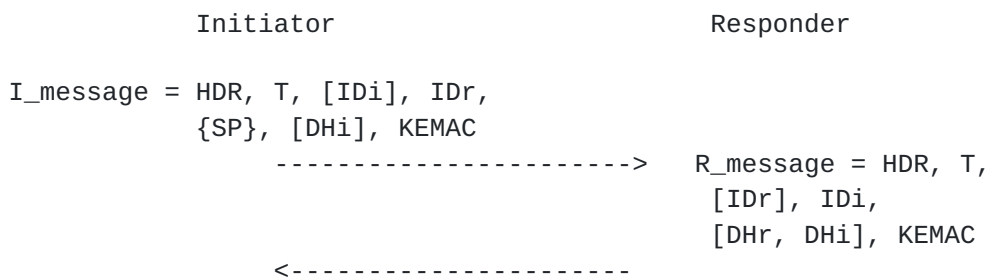 Initiator Responder
I_message = HDR, T, [IDi], IDr,
{SP}, [DHi], KEMAC
-----------------------> R_message = HDR, T,
[IDr], IDi,
[DHr, DHi], KEMAC
<----------------------